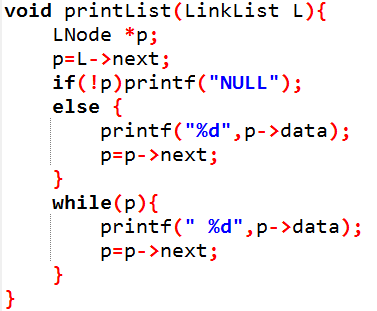 void printList(LinkList L){
    LNode *p;
    p=L->next;
    if(!p)printf("NULL");
    else {
        printf("%d",p->data);
        p=p->next;
    }
    while(p){
        printf(" %d",p->data);
        p=p->next;
    }
}